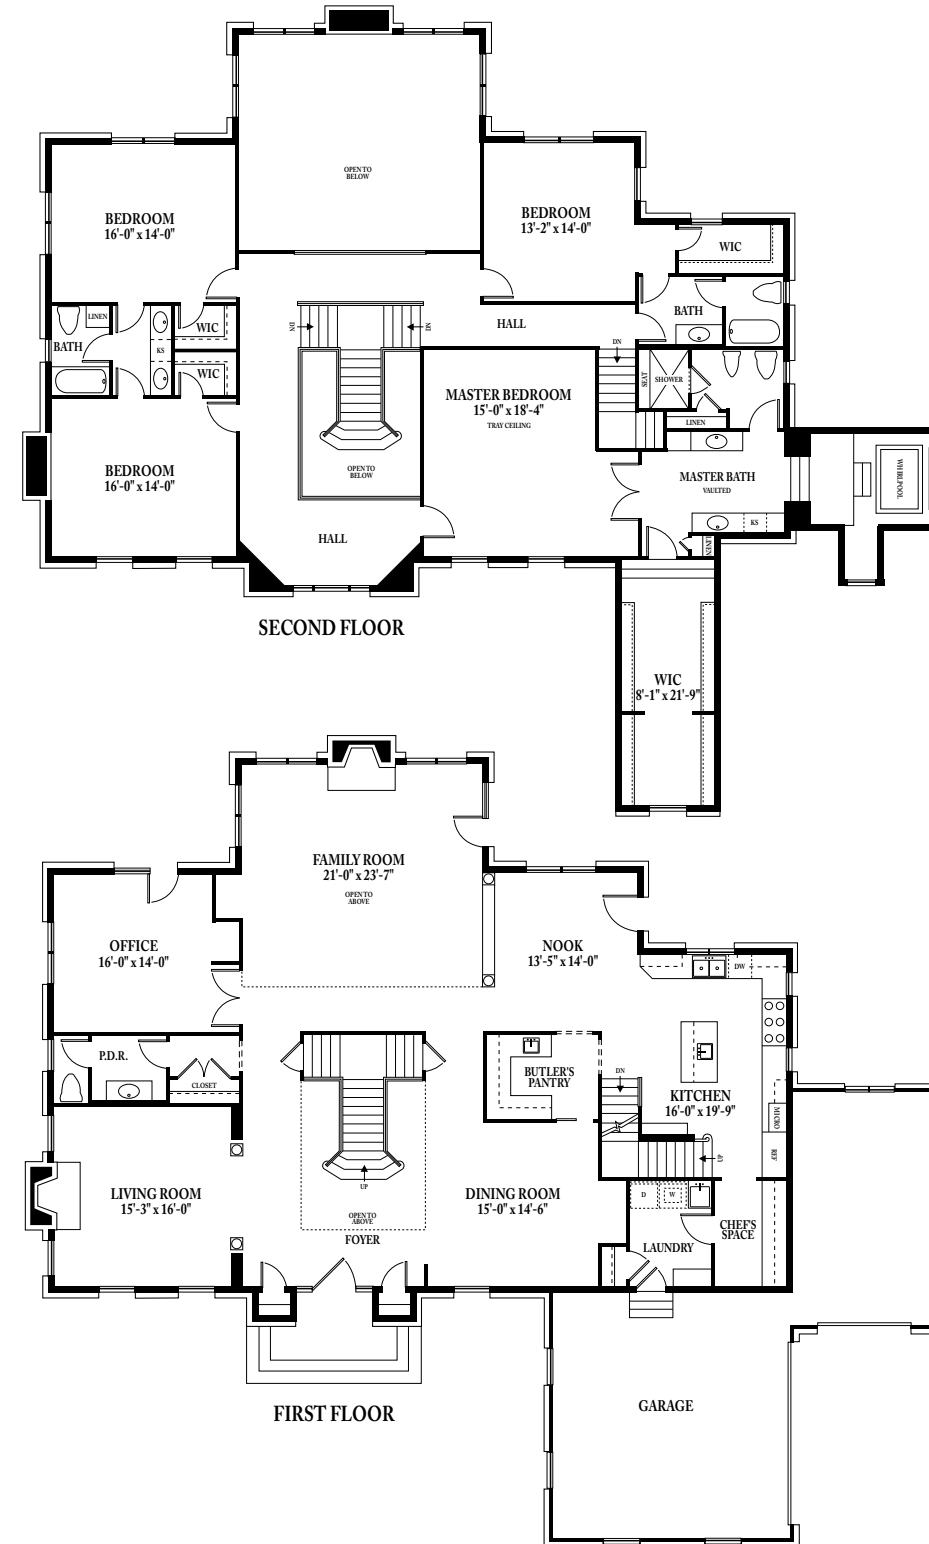 OPEN TO
BELOW
BEDROOM
16'-0" x 14'-0"
BEDROOM
13'-2" x 14'-0"
WIC
LINEN
BATH
KS
WIC
WIC
DN
DN
HALL
BATH
DN
SEAT
SHOWER
LINEN
MASTER BEDROOM
15'-0" x 18'-4"
TRAY CEILING
OPEN TO
BELOW
BEDROOM
16'-0" x 14'-0"
MASTER BATH
VAULTED
WHIRLPOOL
KS
LINEN
HALL
SECOND FLOOR
WIC
8'-1" x 21'-9"
FAMILY ROOM
21'-0" x 23'-7"
OPEN TO
ABOVE
OFFICE
16'-0" x 14'-0"
NOOK
13'-5" x 14'-0"
DW
P.D.R.
CLOSET
BUTLER'S
PANTRY
DN
KITCHEN
16'-0" x 19'-9"
MICRO
REF
UP
UP
LIVING ROOM
15'-3" x 16'-0"
OPEN TO
ABOVE
FOYER
DINING ROOM
15'-0" x 14'-6"
D
W
LAUNDRY
CHEF'S
SPACE
FIRST FLOOR
GARAGE